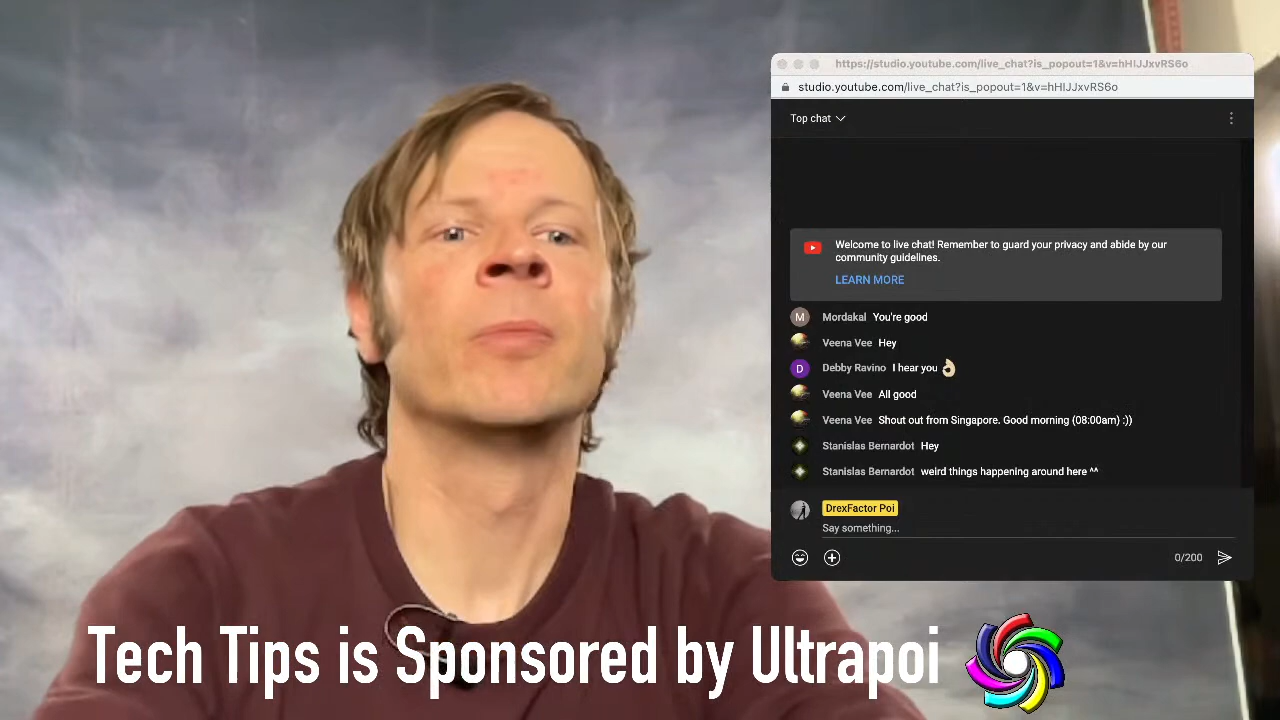 https://studio.youtube.com/live_chat?is_popout=1&v=hHIJJxvRS6o
studio.youtube.com/live_chat?is_popout=1&v=hHIJJxvRS6o
Top chat
Welcome to live chat! Remember to guard your privacy and abide by our
community guidelines.
LEARN MORE
M Mordakal You're good
Veena Vee Hey
D Debby Ravino I hear you 👌🏼
Veena Vee All good
Veena Vee Shout out from Singapore. Good morning (08:00am) :))
Stanislas Bernardot Hey
Stanislas Bernardot weird things happening around here ^^
DrexFactor Poi
Say something...
0/200
Tech Tips is Sponsored by Ultrapoi